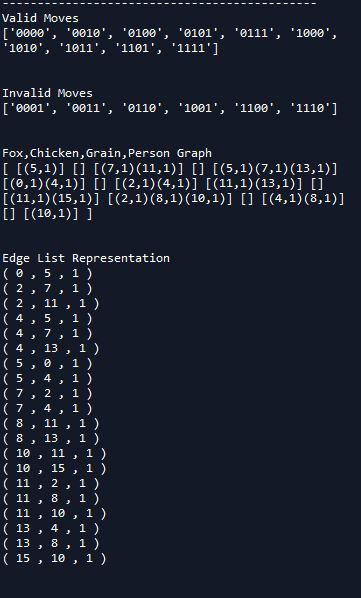 --------------------------------------------
Valid Moves
['0000', '0010', '0100', '0101', '0111', '1000',
'1010', '1011', '1101', '1111']
Invalid Moves
['0001', '0011', '0110', '1001', '1100', '1110']
Fox,Chicken,Grain,Person Graph
[ [(5,1)] [] [(7,1)(11,1)] [] [(5,1)(7,1)(13,1)]
[(0,1)(4,1)] [] [(2,1)(4,1)] [(11,1)(13,1)] []
[(11,1)(15,1)] [(2,1)(8,1)(10,1)] [] [(4,1)(8,1)]
[] [(10,1)] ]
Edge List Representation
( 0 , 5 , 1 )
( 2 , 7 , 1 )
( 2 , 11 , 1 )
( 4 , 5 , 1 )
( 4 , 7 , 1 )
( 4 , 13 , 1 )
( 5 , 0 , 1 )
( 5 , 4 , 1 )
( 7 , 2 , 1 )
( 7 , 4 , 1 )
( 8 , 11 , 1 )
( 8 , 13 , 1 )
( 10 , 11 , 1 )
( 10 , 15 , 1 )
( 11 , 2 , 1 )
( 11 , 8 , 1 )
( 11 , 10 , 1 )
( 13 , 4 , 1 )
( 13 , 8 , 1 )
( 15 , 10 , 1 )